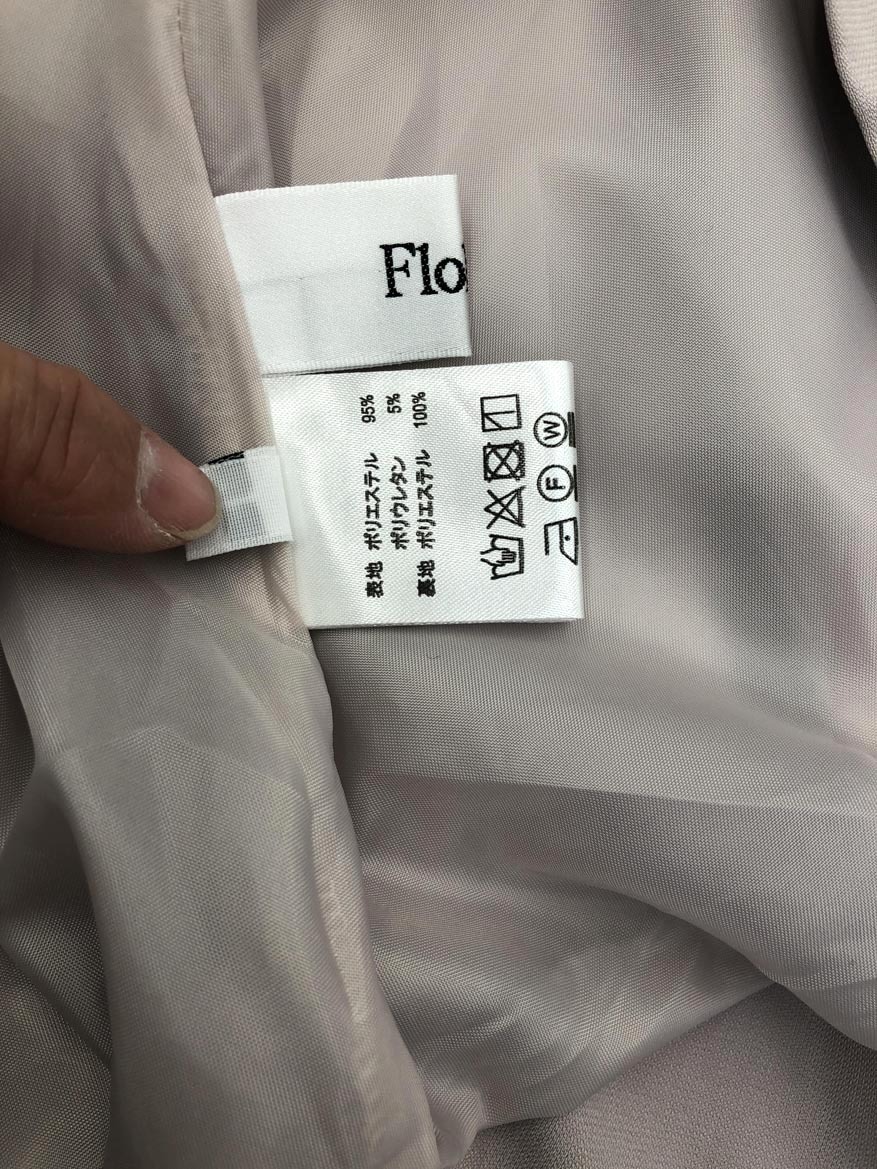 Flo
表地 ポリエステル 95%
ポリウレタン 5%
裏地 ポリエステル 100%
F W